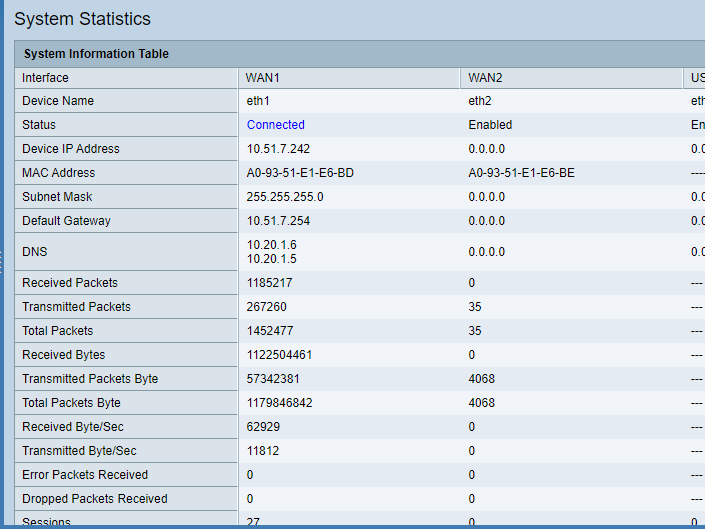 System Statistics
System Information Table
Interface WAN1 WAN2 US
Device Name eth1 eth2 eth
Status Connected Enabled En
Device IP Address 10.51.7.242 0.0.0.0 0.0
MAC Address A0-93-51-E1-E6-BD A0-93-51-E1-E6-BE ----
Subnet Mask 255.255.255.0 0.0.0.0 0.0
Default Gateway 10.51.7.254 0.0.0.0 0.0
DNS 10.20.1.6
10.20.1.5 0.0.0.0 0.0
Received Packets 1185217 0 ---
Transmitted Packets 267260 35 ---
Total Packets 1452477 35 ---
Received Bytes 1122504461 0 ---
Transmitted Packets Byte 57342381 4068 ---
Total Packets Byte 1179846842 4068 ---
Received Byte/Sec 62929 0 ---
Transmitted Byte/Sec 11812 0 ---
Error Packets Received 0 0 ---
Dropped Packets Received 0 0 ---
Sessions 27 0 0